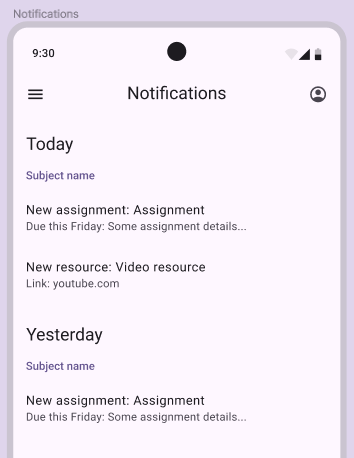 Notifications
9:30
Notifications
Today
Subject name
New assignment: Assignment
Due this Friday: Some assignment details...
New resource: Video resource
Link: youtube.com
Yesterday
Subject name
New assignment: Assignment
Due this Friday: Some assignment details...